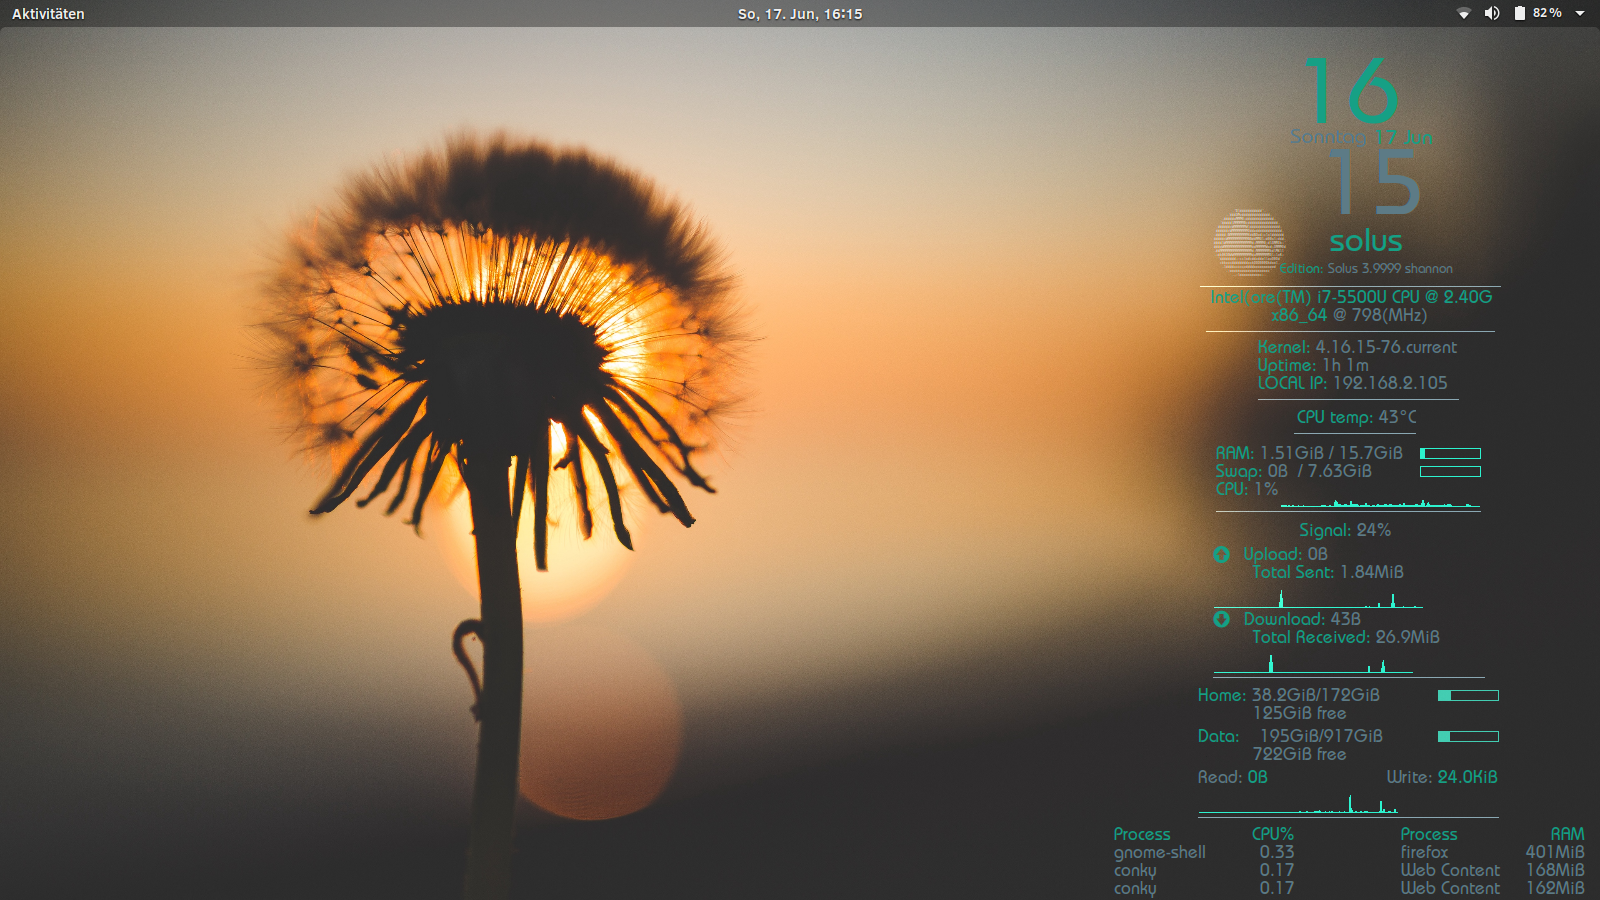 Aktivitäten
So, 17. Jun, 16:15
82 %
16
Sonntag 17 Jun
15
solus
Edition: Solus 3.9999 shannon
Intel(ore(TM) i7-5500U CPU @ 2.40G
x86_64 @ 798(MHz)
Kernel: 4.16.15-76.current
Uptime: 1h 1m
LOCAL IP: 192.168.2.105
CPU temp: 43°C
RAM: 1.51GiB / 15.7GiB
Swap: 0B / 7.63GiB
CPU: 1%
Signal: 24%
Upload: 0B
Total Sent: 1.84MiB
Download: 43B
Total Received: 26.9MiB
Home: 38.2GiB/172GiB
125GiB free
Data: 195GiB/917GiB
722GiB free
Read: 0B Write: 24.0KiB
Process CPU% Process RAM
gnome-shell 0.33 firefox 401MiB
conky 0.17 Web Content 168MiB
conky 0.17 Web Content 162MiB